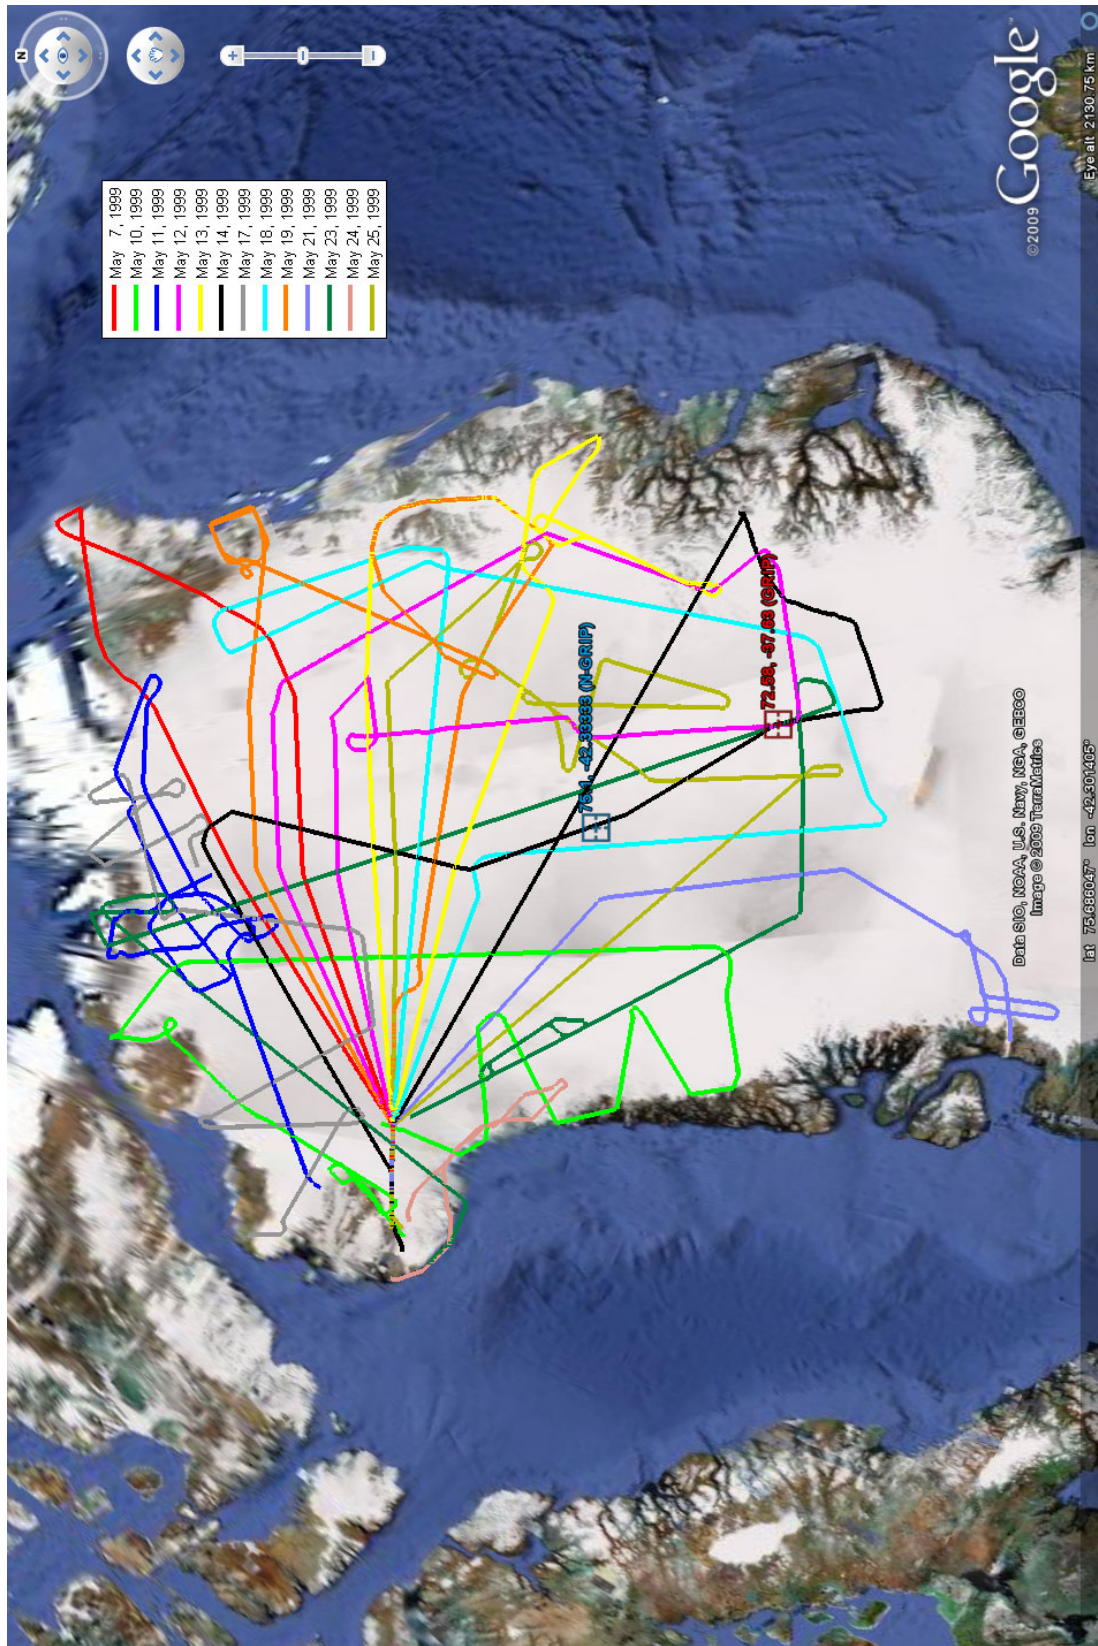 N
May 7, 1999
May 10, 1999
May 11, 1999
May 12, 1999
May 13, 1999
May 14, 1999
May 17, 1999
May 18, 1999
May 19, 1999
May 21, 1999
May 23, 1999
May 24, 1999
May 25, 1999
75.1, -42.33333 (N-GRIP)
72.58, -37.63 (GRIP)
Data SIO, NOAA, U.S. Navy, NGA, GEBCO
Image © 2009 TerraMetrics
©2009 Google™
lat 75.686047° lon -42.301405°
Eye alt 2130.75 km